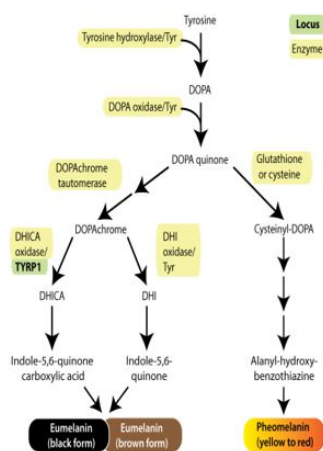 Tyrosine
Locus
Tyrosine hydroxylase/Tyr
Enzyme
DOPA
DOPA oxidase/Tyr
DOPA quinone
DOPAchrome
tautomerase
Glutathione
or cysteine
DHICA
oxidase/
TYRP1
DOPAchrome
DHI
oxidase/
Tyr
Cysteinyl-DOPA
DHICA
DHI
Indole-5,6-quinone
carboxylic acid
Indole-5,6-
quinone
Alanyl-hydroxy-
benzothiazine
Eumelanin
(black form)
Eumelanin
(brown form)
Pheomelanin
(yellow to red)